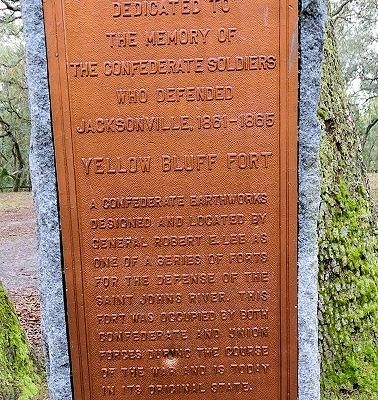 DEDICATED TO
THE MEMORY OF
THE CONFEDERATE SOLDIERS
WHO DEFENDED
JACKSONVILLE, 1861-1865
YELLOW BLUFF FORT
A CONFEDERATE EARTHWORKS
DESIGNED AND LOCATED BY
GENERAL ROBERT E. LEE AS
ONE OF A SERIES OF FORTS
FOR THE DEFENSE OF THE
SAINT JOHNS RIVER. THIS
FORT WAS OCCUPIED BY BOTH
CONFEDERATE AND UNION
FORCES DURING THE COURSE
OF THE WAR AND IS TODAY
IN ITS ORIGINAL STATE.